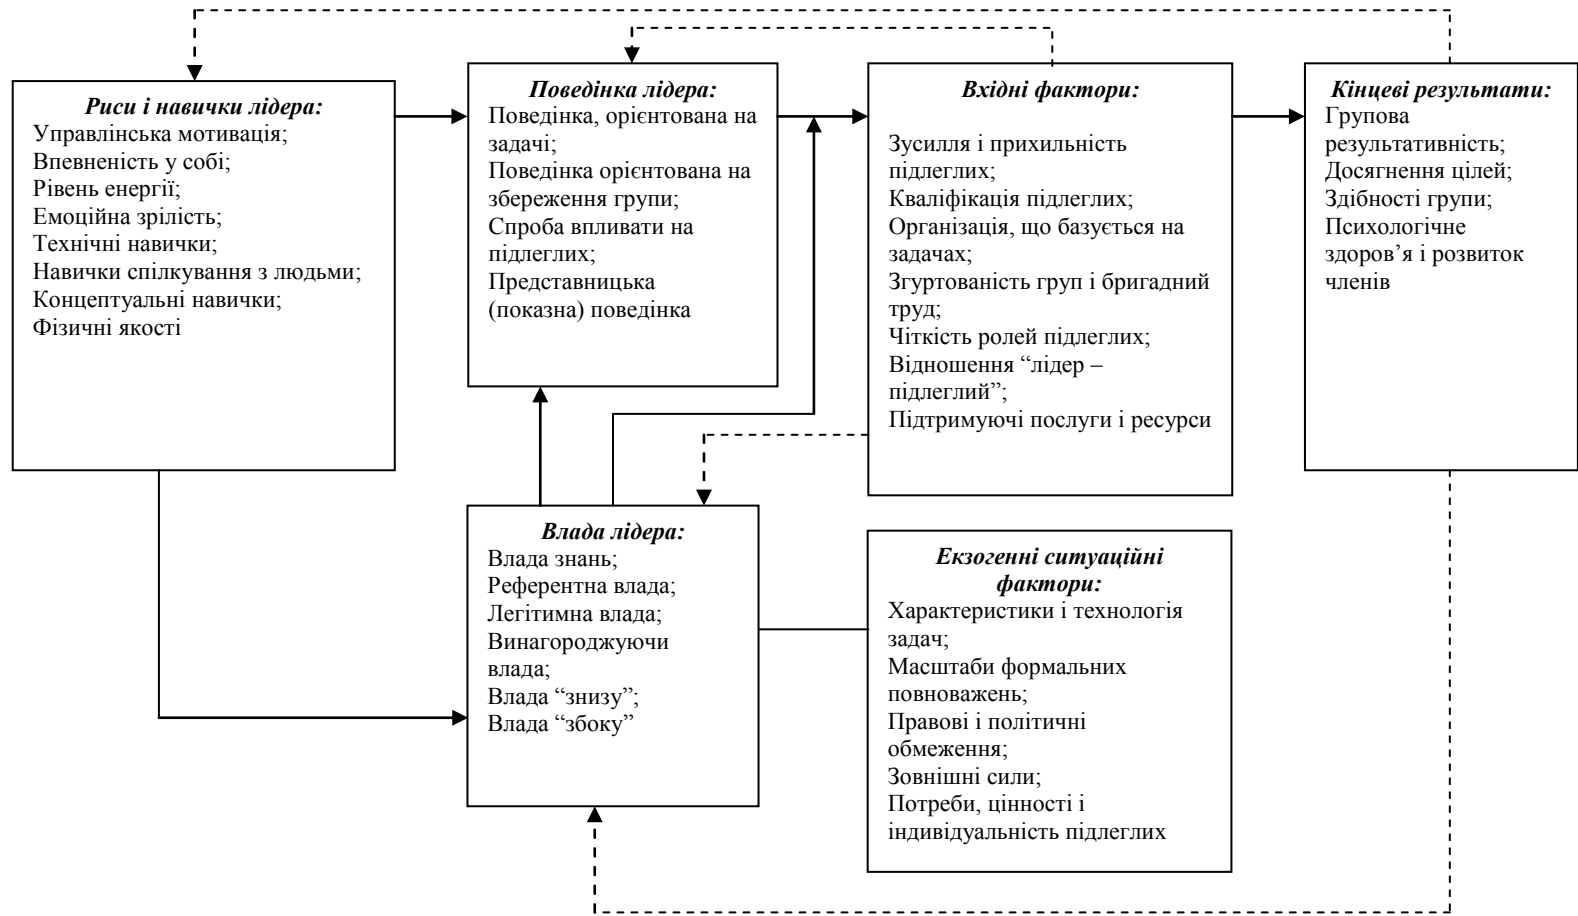 Риси і навички лідера:
Управлінська мотивація;
Впевненість у собі;
Рівень енергії;
Емоційна зрілість;
Технічні навички;
Навички спілкування з людьми;
Концептуальні навички;
Фізичні якості
Поведінка лідера:
Поведінка, орієнтована на
задачі;
Поведінка орієнтована на
збереження групи;
Спроба впливати на
підлеглих;
Представницька
(показна) поведінка
Вхідні фактори:
Зусилля і прихильність
підлеглих;
Кваліфікація підлеглих;
Організація, що базується на
задачах;
Згуртованість груп і бригадний
труд;
Чіткість ролей підлеглих;
Відношення “лідер –
підлеглий”;
Підтримуючі послуги і ресурси
Кінцеві результати:
Групова
результативність;
Досягнення цілей;
Здібності групи;
Психологічне
здоров’я і розвиток
членів
Влада лідера:
Влада знань;
Референтна влада;
Легітимна влада;
Винагороджуючи
влада;
Влада “знизу”;
Влада “збоку”
Екзогенні ситуаційні
фактори:
Характеристики і технологія
задач;
Масштаби формальних
повноважень;
Правові і політичні
обмеження;
Зовнішні сили;
Потреби, цінності і
індивідуальність підлеглих